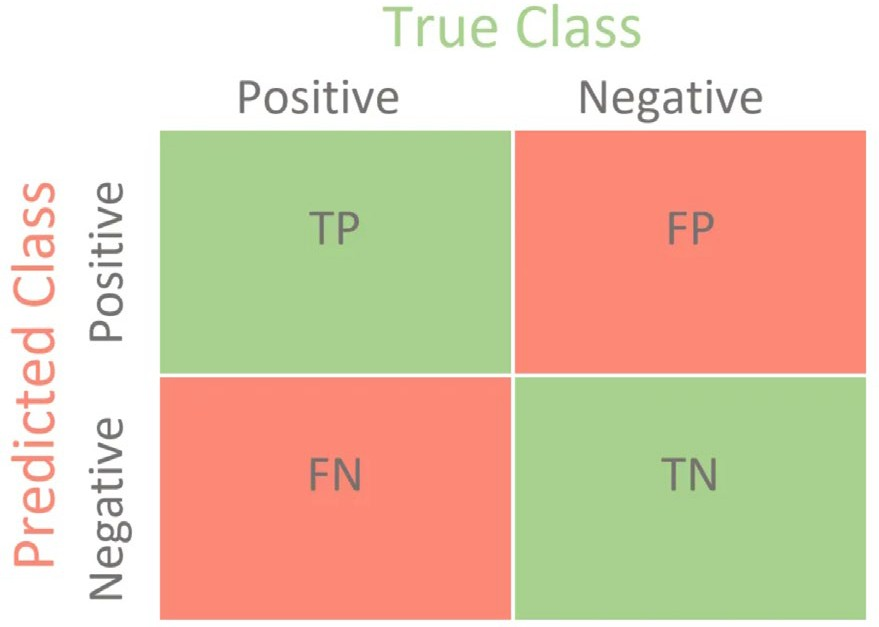 True Class
Positive Negative
Predicted Class
Positive
TP FP
Negative
FN TN